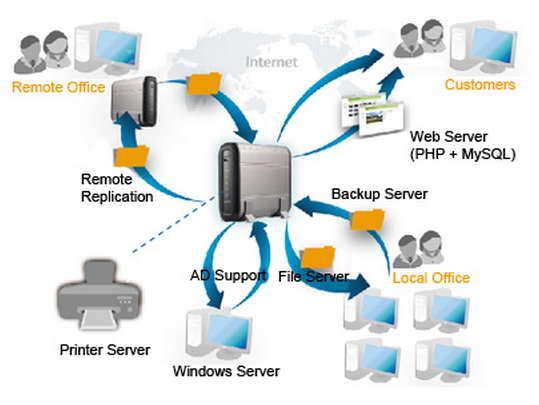 Internet
Remote Office
Customers
Web Server
(PHP + MySQL)
Remote
Replication
Backup Server
AD Support
File Server
Local Office
Printer Server
Windows Server